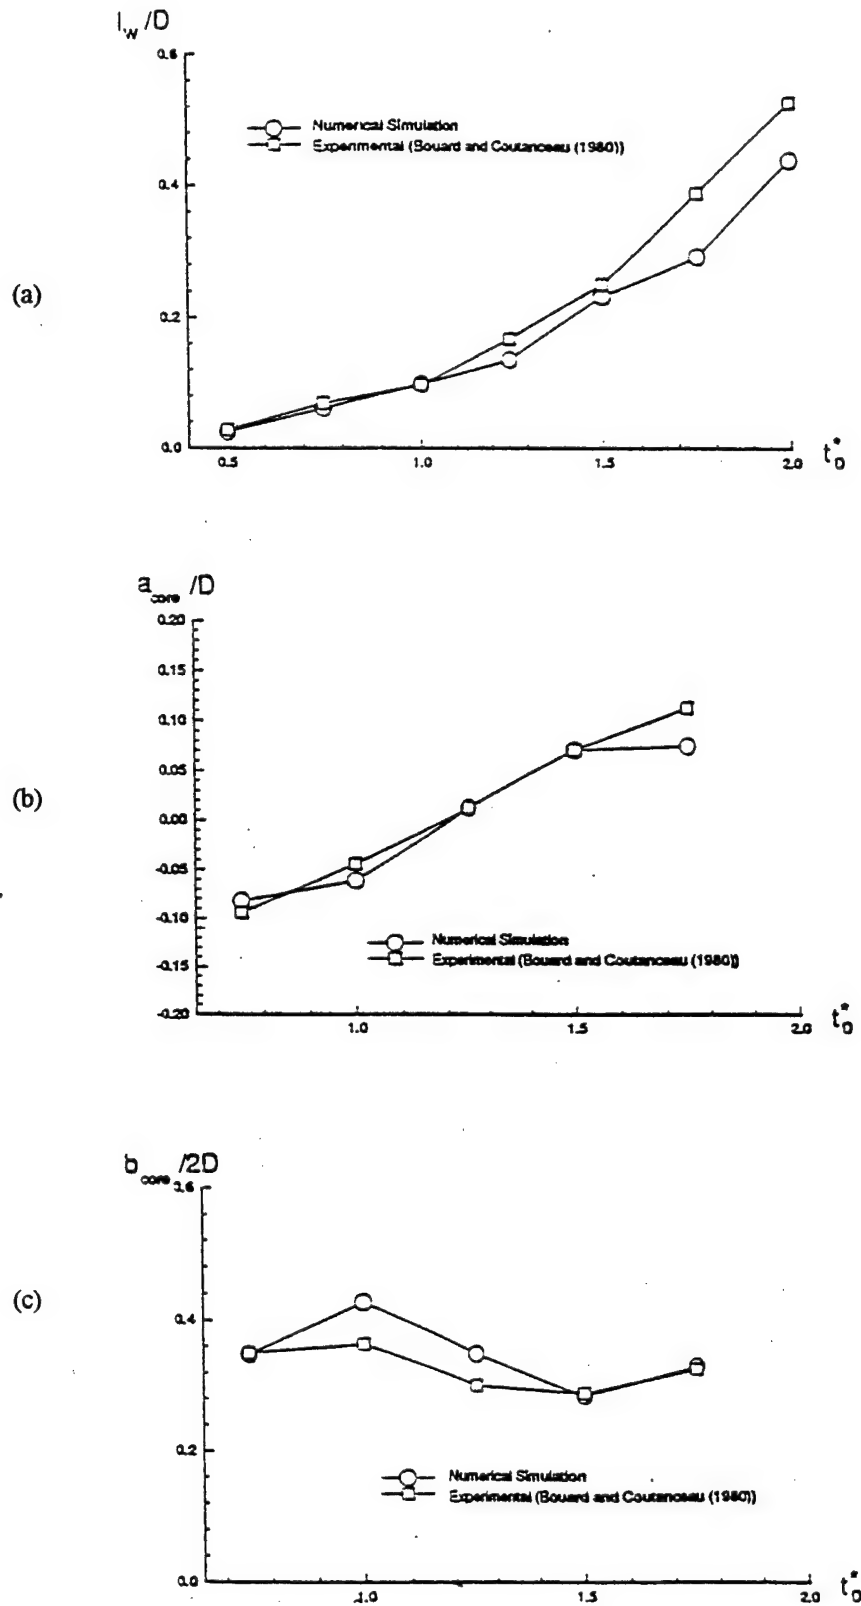 l_w/D
0.6
Numerical Simulation
Experimental (Bouard and Coutanceau (1980))
0.4
(a)
0.2
0.0
0.5 1.0 1.5 2.0 t*_D
a_core/D
0.20
0.15
0.10
0.05
(b)
0.00
-0.05
-0.10
Numerical Simulation
Experimental (Bouard and Coutanceau (1980))
-0.15
-0.20
1.0 1.5 2.0 t*_D
b_core/2D
0.6
(c)
0.4
0.2
Numerical Simulation
Experimental (Bouard and Coutanceau (1980))
0.0
1.0 1.5 2.0 t*_D